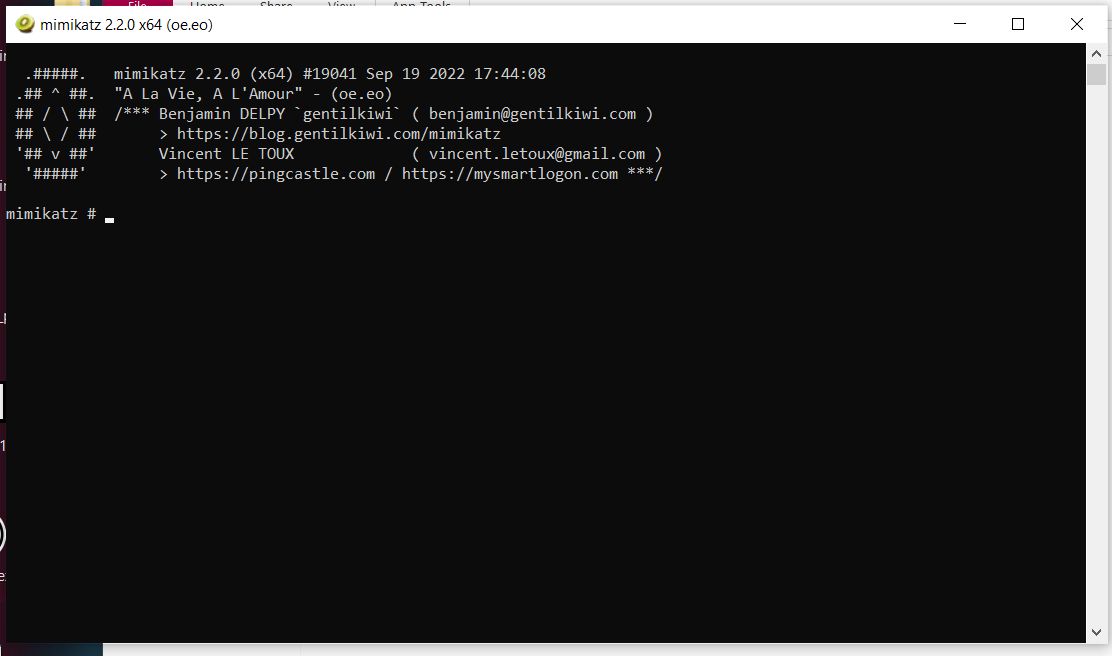 File Home Share View App Tools
mimikatz 2.2.0 x64 (oe.eo)
.#####. mimikatz 2.2.0 (x64) #19041 Sep 19 2022 17:44:08
.## ^ ##. "A La Vie, A L'Amour" - (oe.eo)
## / \ ## /*** Benjamin DELPY `gentilkiwi` ( benjamin@gentilkiwi.com )
## \ / ## > https://blog.gentilkiwi.com/mimikatz
'## v ##' Vincent LE TOUX ( vincent.letoux@gmail.com )
'#####' > https://pingcastle.com / https://mysmartlogon.com ***/
mimikatz #